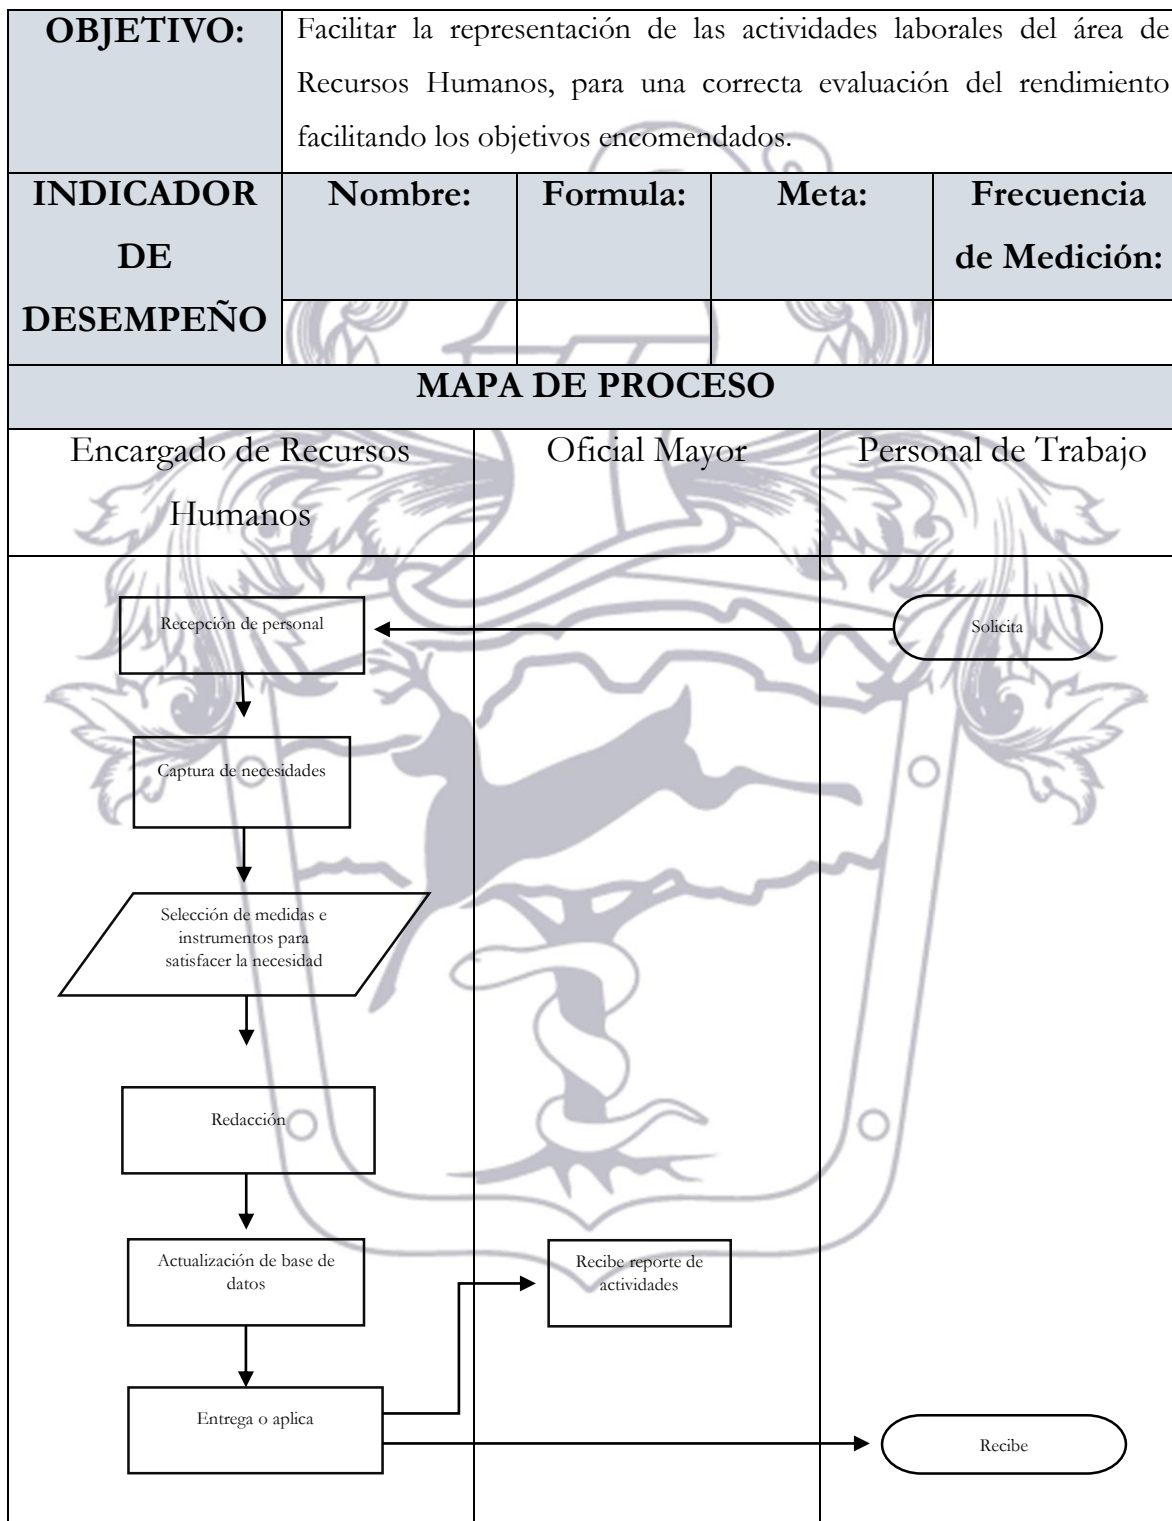 OBJETIVO:
Facilitar la representación de las actividades laborales del área de
Recursos Humanos, para una correcta evaluación del rendimiento
facilitando los objetivos encomendados.
INDICADOR
DE
DESEMPEÑO
Nombre:
Formula:
Meta:
Frecuencia
de Medición:
MAPA DE PROCESO
Encargado de Recursos
Humanos
Oficial Mayor
Personal de Trabajo
Recepción de personal
Solicita
Captura de necesidades
Selección de medidas e
instrumentos para
satisfacer la necesidad
Redacción
Actualización de base de
datos
Recibe reporte de
actividades
Entrega o aplica
Recibe